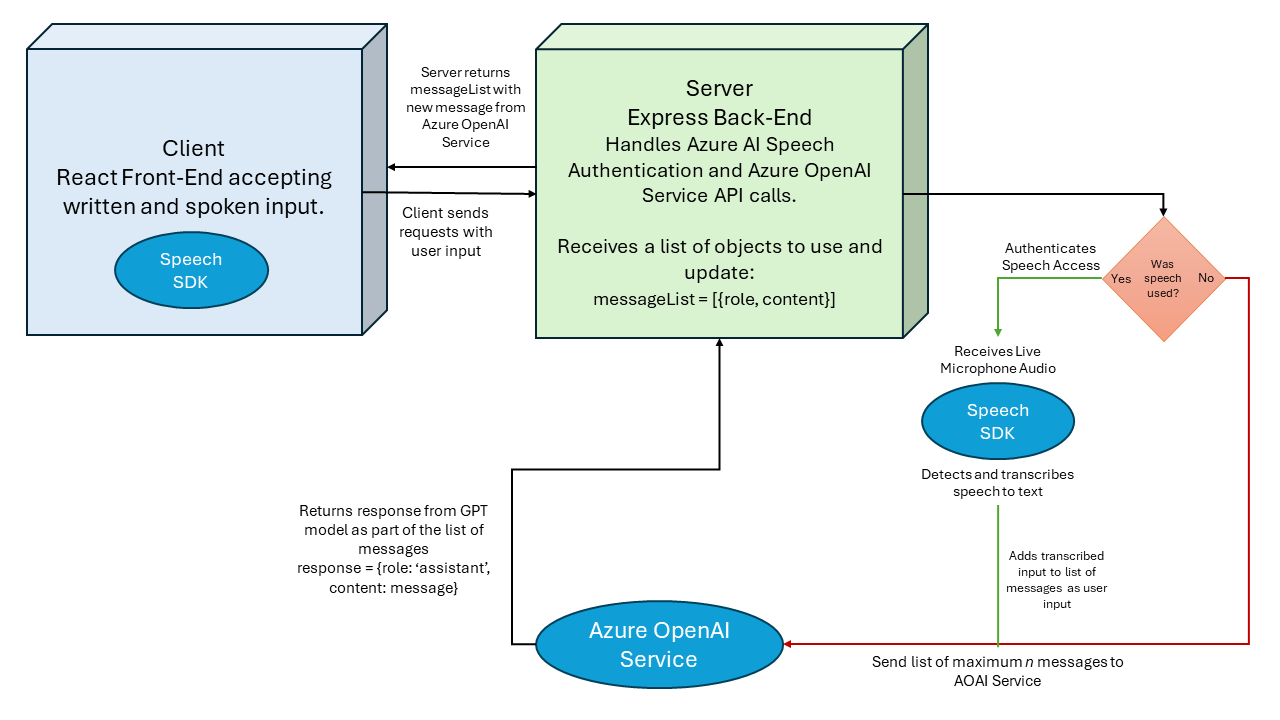 Client
React Front-End accepting
written and spoken input.
Speech
SDK
Server returns
messageList with
new message from
Azure OpenAI
Service
Client sends
requests with
user input
Server
Express Back-End
Handles Azure AI Speech
Authentication and Azure OpenAI
Service API calls.
Receives a list of objects to use and
update:
messageList = [{role, content}]
Was
speech
used?
Yes
No
Authenticates
Speech Access
Receives Live
Microphone Audio
Speech
SDK
Detects and transcribes
speech to text
Adds transcribed
input to list of
messages as user
input
Send list of maximum n messages to
AOAI Service
Azure OpenAI
Service
Returns response from GPT
model as part of the list of
messages
response = {role: ‘assistant’,
content: message}